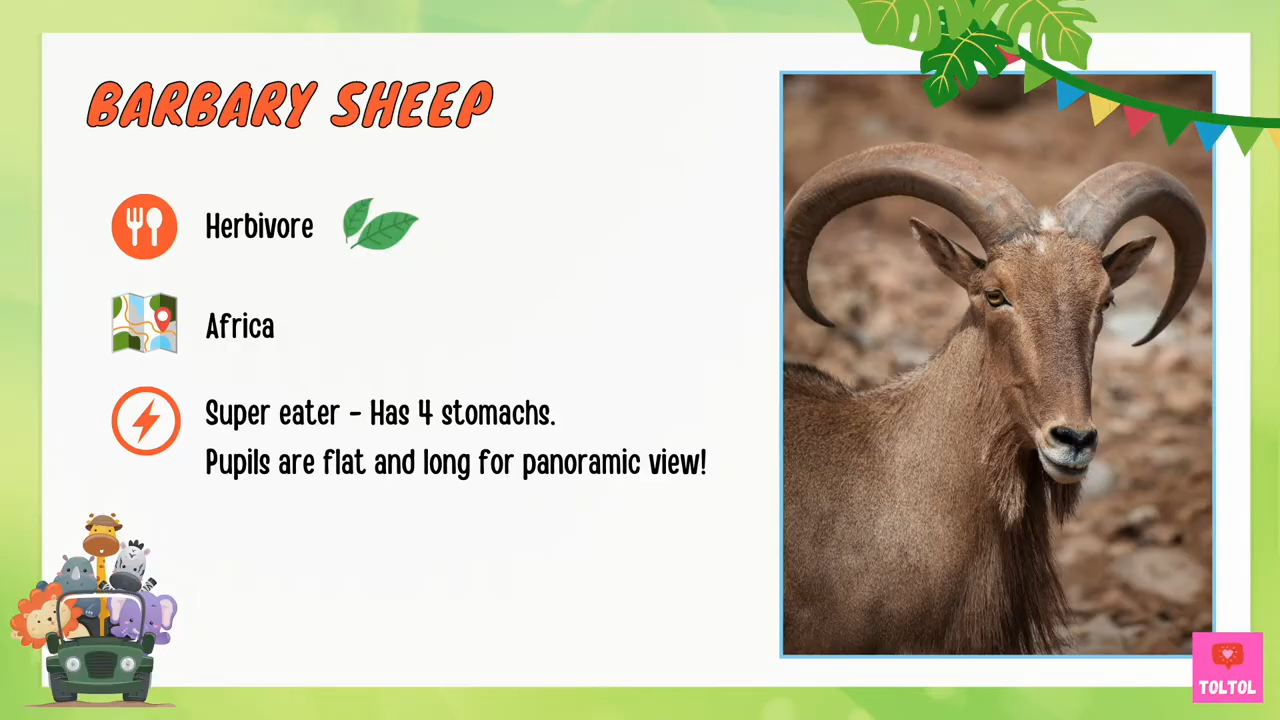 BARBARY SHEEP
Herbivore
Africa
Super eater - Has 4 stomachs.
Pupils are flat and long for panoramic view!
TOLTOL